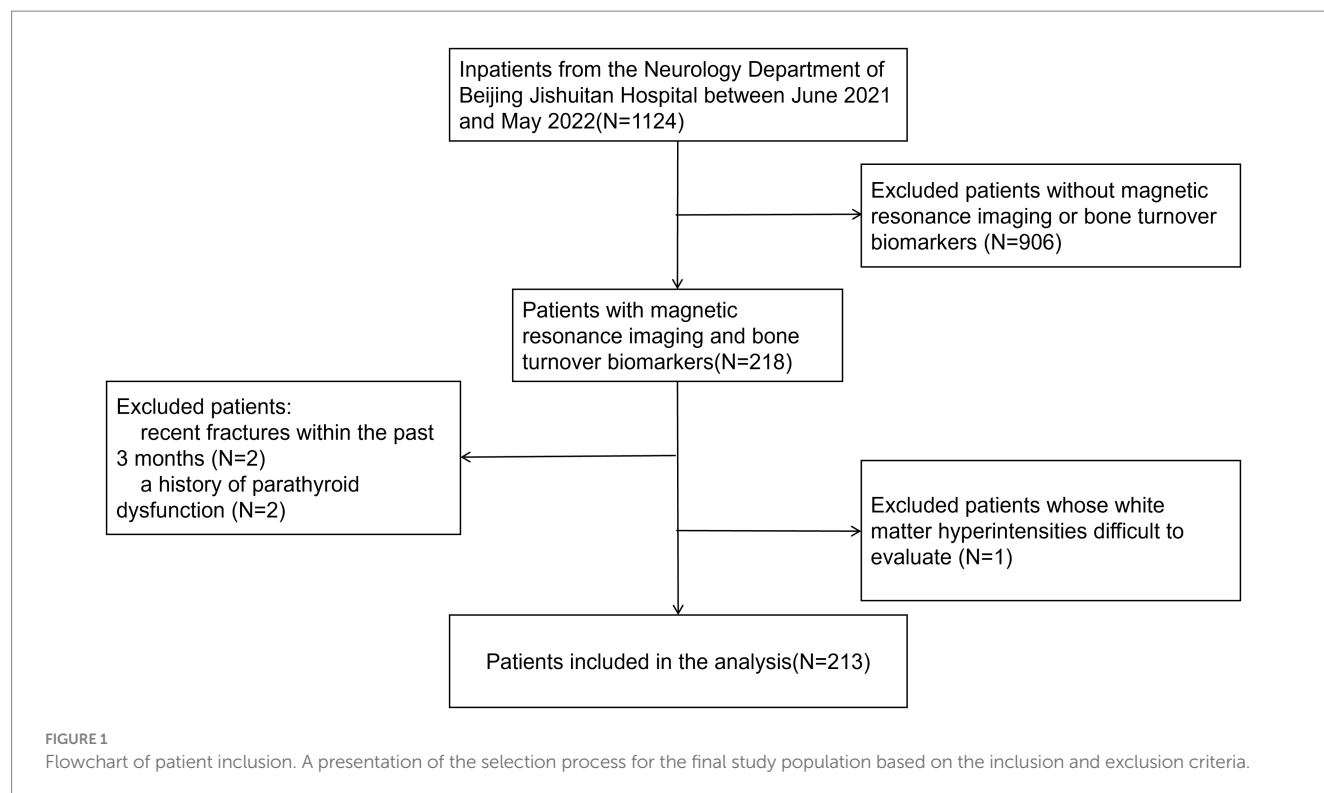 Inpatients from the Neurology Department of
Beijing Jishuitan Hospital between June 2021
and May 2022(N=1124)
Excluded patients without magnetic
resonance imaging or bone turnover
biomarkers (N=906)
Patients with magnetic
resonance imaging and bone
turnover biomarkers(N=218)
Excluded patients:
recent fractures within the past
3 months (N=2)
a history of parathyroid
dysfunction (N=2)
Excluded patients whose white
matter hyperintensities difficult to
evaluate (N=1)
Patients included in the analysis(N=213)
FIGURE 1
Flowchart of patient inclusion. A presentation of the selection process for the final study population based on the inclusion and exclusion criteria.